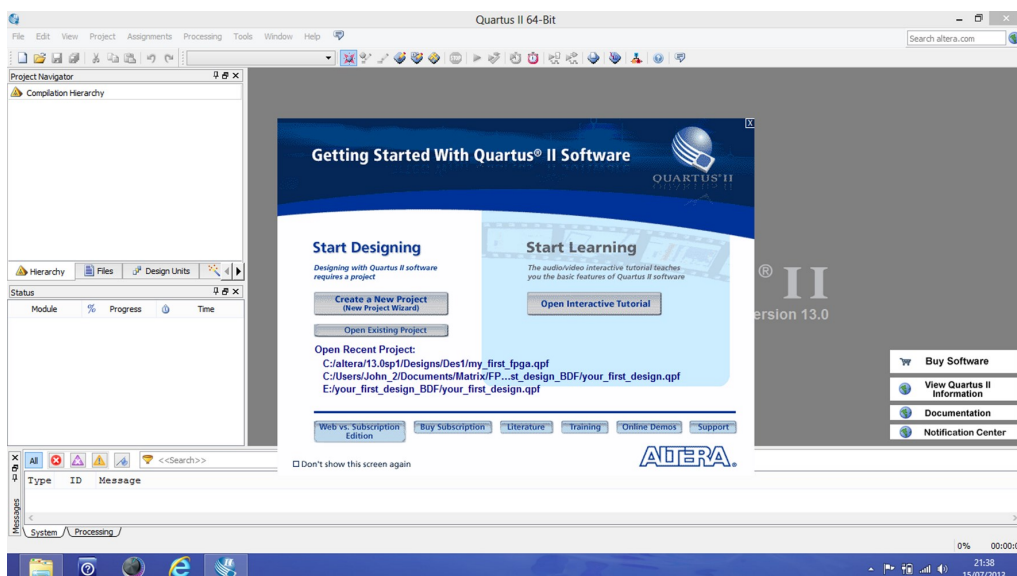 Quartus II 64-Bit
File Edit View Project Assignments Processing Tools Window Help
Search altera.com
Project Navigator
Compilation Hierarchy
Hierarchy Files Design Units
Status
Module % Progress Time
Getting Started With Quartus® II Software
QUARTUS® II
Start Designing
Designing with Quartus II software
requires a project
Create a New Project
(New Project Wizard)
Open Existing Project
Start Learning
The audio/video interactive tutorial teaches
you the basic features of Quartus II software
Open Interactive Tutorial
Open Recent Project:
C:/altera/13.0sp1/Designs/Des1/my_first_fpga.qpf
C:/Users/John_2/Documents/Matrix/FP...st_design_BDF/your_first_design.qpf
E:/your_first_design_BDF/your_first_design.qpf
Web vs. Subscription
Edition
Buy Subscription
Literature
Training
Online Demos
Support
Don't show this screen again
ALTERA®
® II
ersion 13.0
Buy Software
View Quartus II
Information
Documentation
Notification Center
All <<Search>>
Type ID Message
Messages
System Processing
0% 00:00:0
21:38
15/07/2013